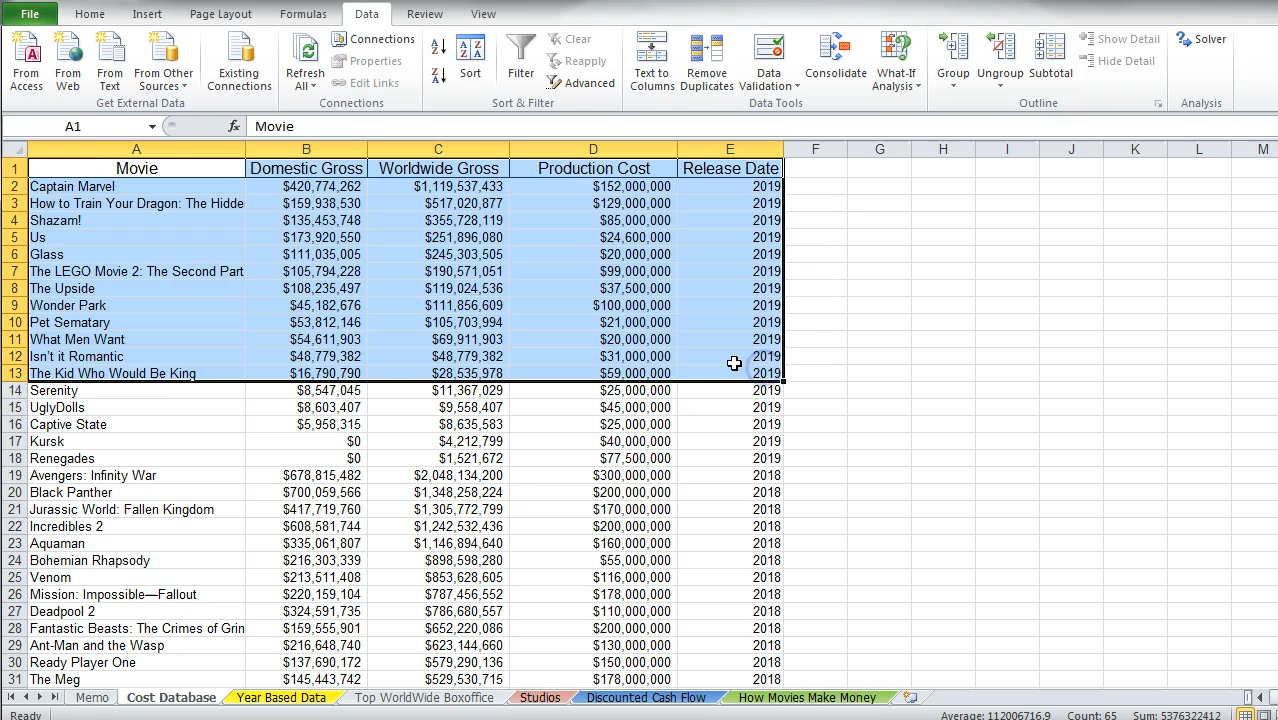 File Home Insert Page Layout Formulas Data Review View
From Access From Web From Text From Other Sources Existing Connections Refresh All Connections Properties Edit Links Sort Filter Clear Reapply Advanced Text to Columns Remove Duplicates Data Validation Consolidate What-If Analysis Group Ungroup Subtotal Show Detail Hide Detail Solver
Get External Data Connections Sort & Filter Data Tools Outline Analysis
A1 fx Movie
A B C D E F G H I J K L M
1 Movie Domestic Gross Worldwide Gross Production Cost Release Date
2 Captain Marvel $420,774,262 $1,119,537,433 $152,000,000 2019
3 How to Train Your Dragon: The Hidde $159,938,530 $517,020,877 $129,000,000 2019
4 Shazam! $135,453,748 $355,728,119 $85,000,000 2019
5 Us $173,920,550 $251,896,080 $24,600,000 2019
6 Glass $111,035,005 $245,303,505 $20,000,000 2019
7 The LEGO Movie 2: The Second Part $105,794,228 $190,571,051 $99,000,000 2019
8 The Upside $108,235,497 $119,024,536 $37,500,000 2019
9 Wonder Park $45,182,676 $111,856,609 $100,000,000 2019
10 Pet Sematary $53,812,146 $105,703,994 $21,000,000 2019
11 What Men Want $54,611,903 $69,911,903 $20,000,000 2019
12 Isn't it Romantic $48,779,382 $48,779,382 $31,000,000 2019
13 The Kid Who Would Be King $16,790,790 $28,535,978 $59,000,000 2019
14 Serenity $8,547,045 $11,367,029 $25,000,000 2019
15 UglyDolls $8,603,407 $9,558,407 $45,000,000 2019
16 Captive State $5,958,315 $8,635,583 $25,000,000 2019
17 Kursk $0 $4,212,799 $40,000,000 2019
18 Renegades $0 $1,521,672 $77,500,000 2019
19 Avengers: Infinity War $678,815,482 $2,048,134,200 $300,000,000 2018
20 Black Panther $700,059,566 $1,348,258,224 $200,000,000 2018
21 Jurassic World: Fallen Kingdom $417,719,760 $1,305,772,799 $170,000,000 2018
22 Incredibles 2 $608,581,744 $1,242,532,436 $200,000,000 2018
23 Aquaman $335,061,807 $1,146,894,640 $160,000,000 2018
24 Bohemian Rhapsody $216,303,339 $898,598,280 $55,000,000 2018
25 Venom $213,511,408 $853,628,605 $116,000,000 2018
26 Mission: Impossible—Fallout $220,159,104 $787,456,552 $178,000,000 2018
27 Deadpool 2 $324,591,735 $786,680,557 $110,000,000 2018
28 Fantastic Beasts: The Crimes of Grin $159,555,901 $652,220,086 $200,000,000 2018
29 Ant-Man and the Wasp $216,648,740 $623,144,660 $130,000,000 2018
30 Ready Player One $137,690,172 $579,290,136 $150,000,000 2018
31 The Meg $145,443,742 $529,530,715 $178,000,000 2018
Memo Cost Database Year Based Data Top WorldWide Boxoffice Studios Discounted Cash Flow How Movies Make Money
Ready Average: 112006716.9 Count: 65 Sum: 5376322412